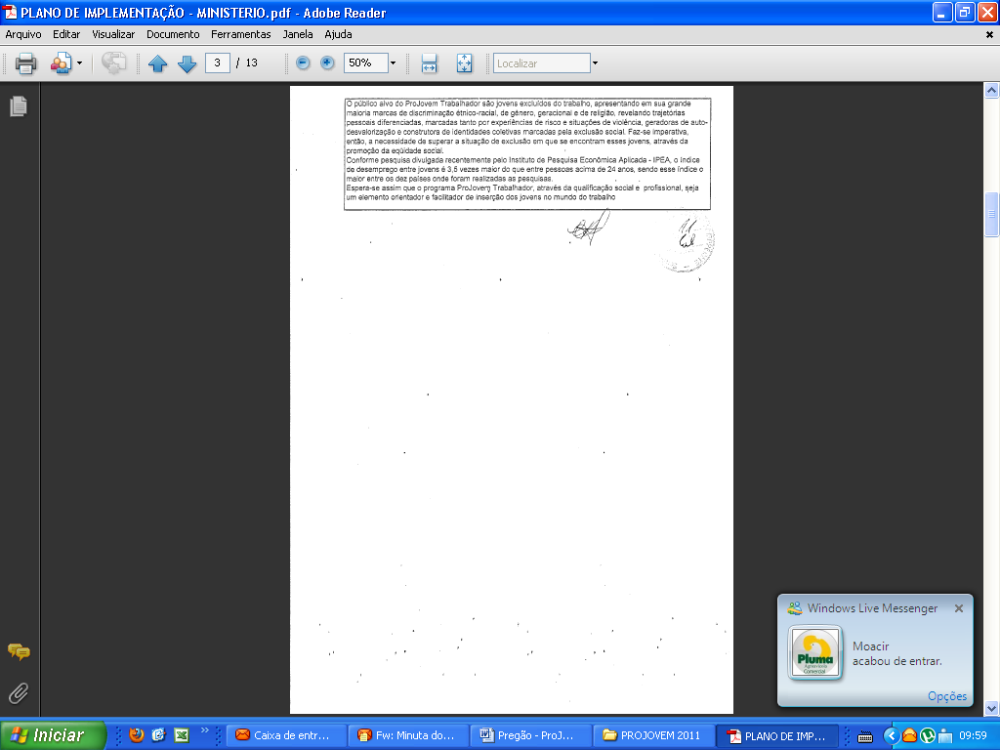 PLANO DE IMPLEMENTAÇÃO - MINISTERIO.pdf - Adobe Reader
Arquivo Editar Visualizar Documento Ferramentas Janela Ajuda
3 / 13 50% Localizar
O público alvo do ProJovem Trabalhador são jovens excluídos do trabalho, apresentando em sua grande
maioria marcas de discriminação étnico-racial, de gênero, geracional e de religião, revelando trajetórias
pessoais diferenciadas, marcadas tanto por experiências de risco e situações de violência, geradoras de auto-
desvalorização e construtora de identidades coletivas marcadas pela exclusão social. Faz-se imperativa,
então, a necessidade de superar a situação de exclusão em que se encontram esses jovens, através da
promoção da eqüidade social.
Conforme pesquisa divulgada recentemente pelo Instituto de Pesquisa Econômica Aplicada - IPEA, o índice
de desemprego entre jovens é 3,5 vezes maior do que entre pessoas acima de 24 anos, sendo esse índice o
maior entre os dez países onde foram realizadas as pesquisas.
Espera-se assim que o programa ProJovem Trabalhador, através da qualificação social e profissional, seja
um elemento orientador e facilitador de inserção dos jovens no mundo do trabalho
Windows Live Messenger
Pluma
Agroavícola
Comercial
Moacir
acabou de entrar.
Opções
Iniciar Caixa de entr... Fw: Minuta do... Pregão - ProJ... PROJOVEM 2011 PLANO DE IMP... 09:59